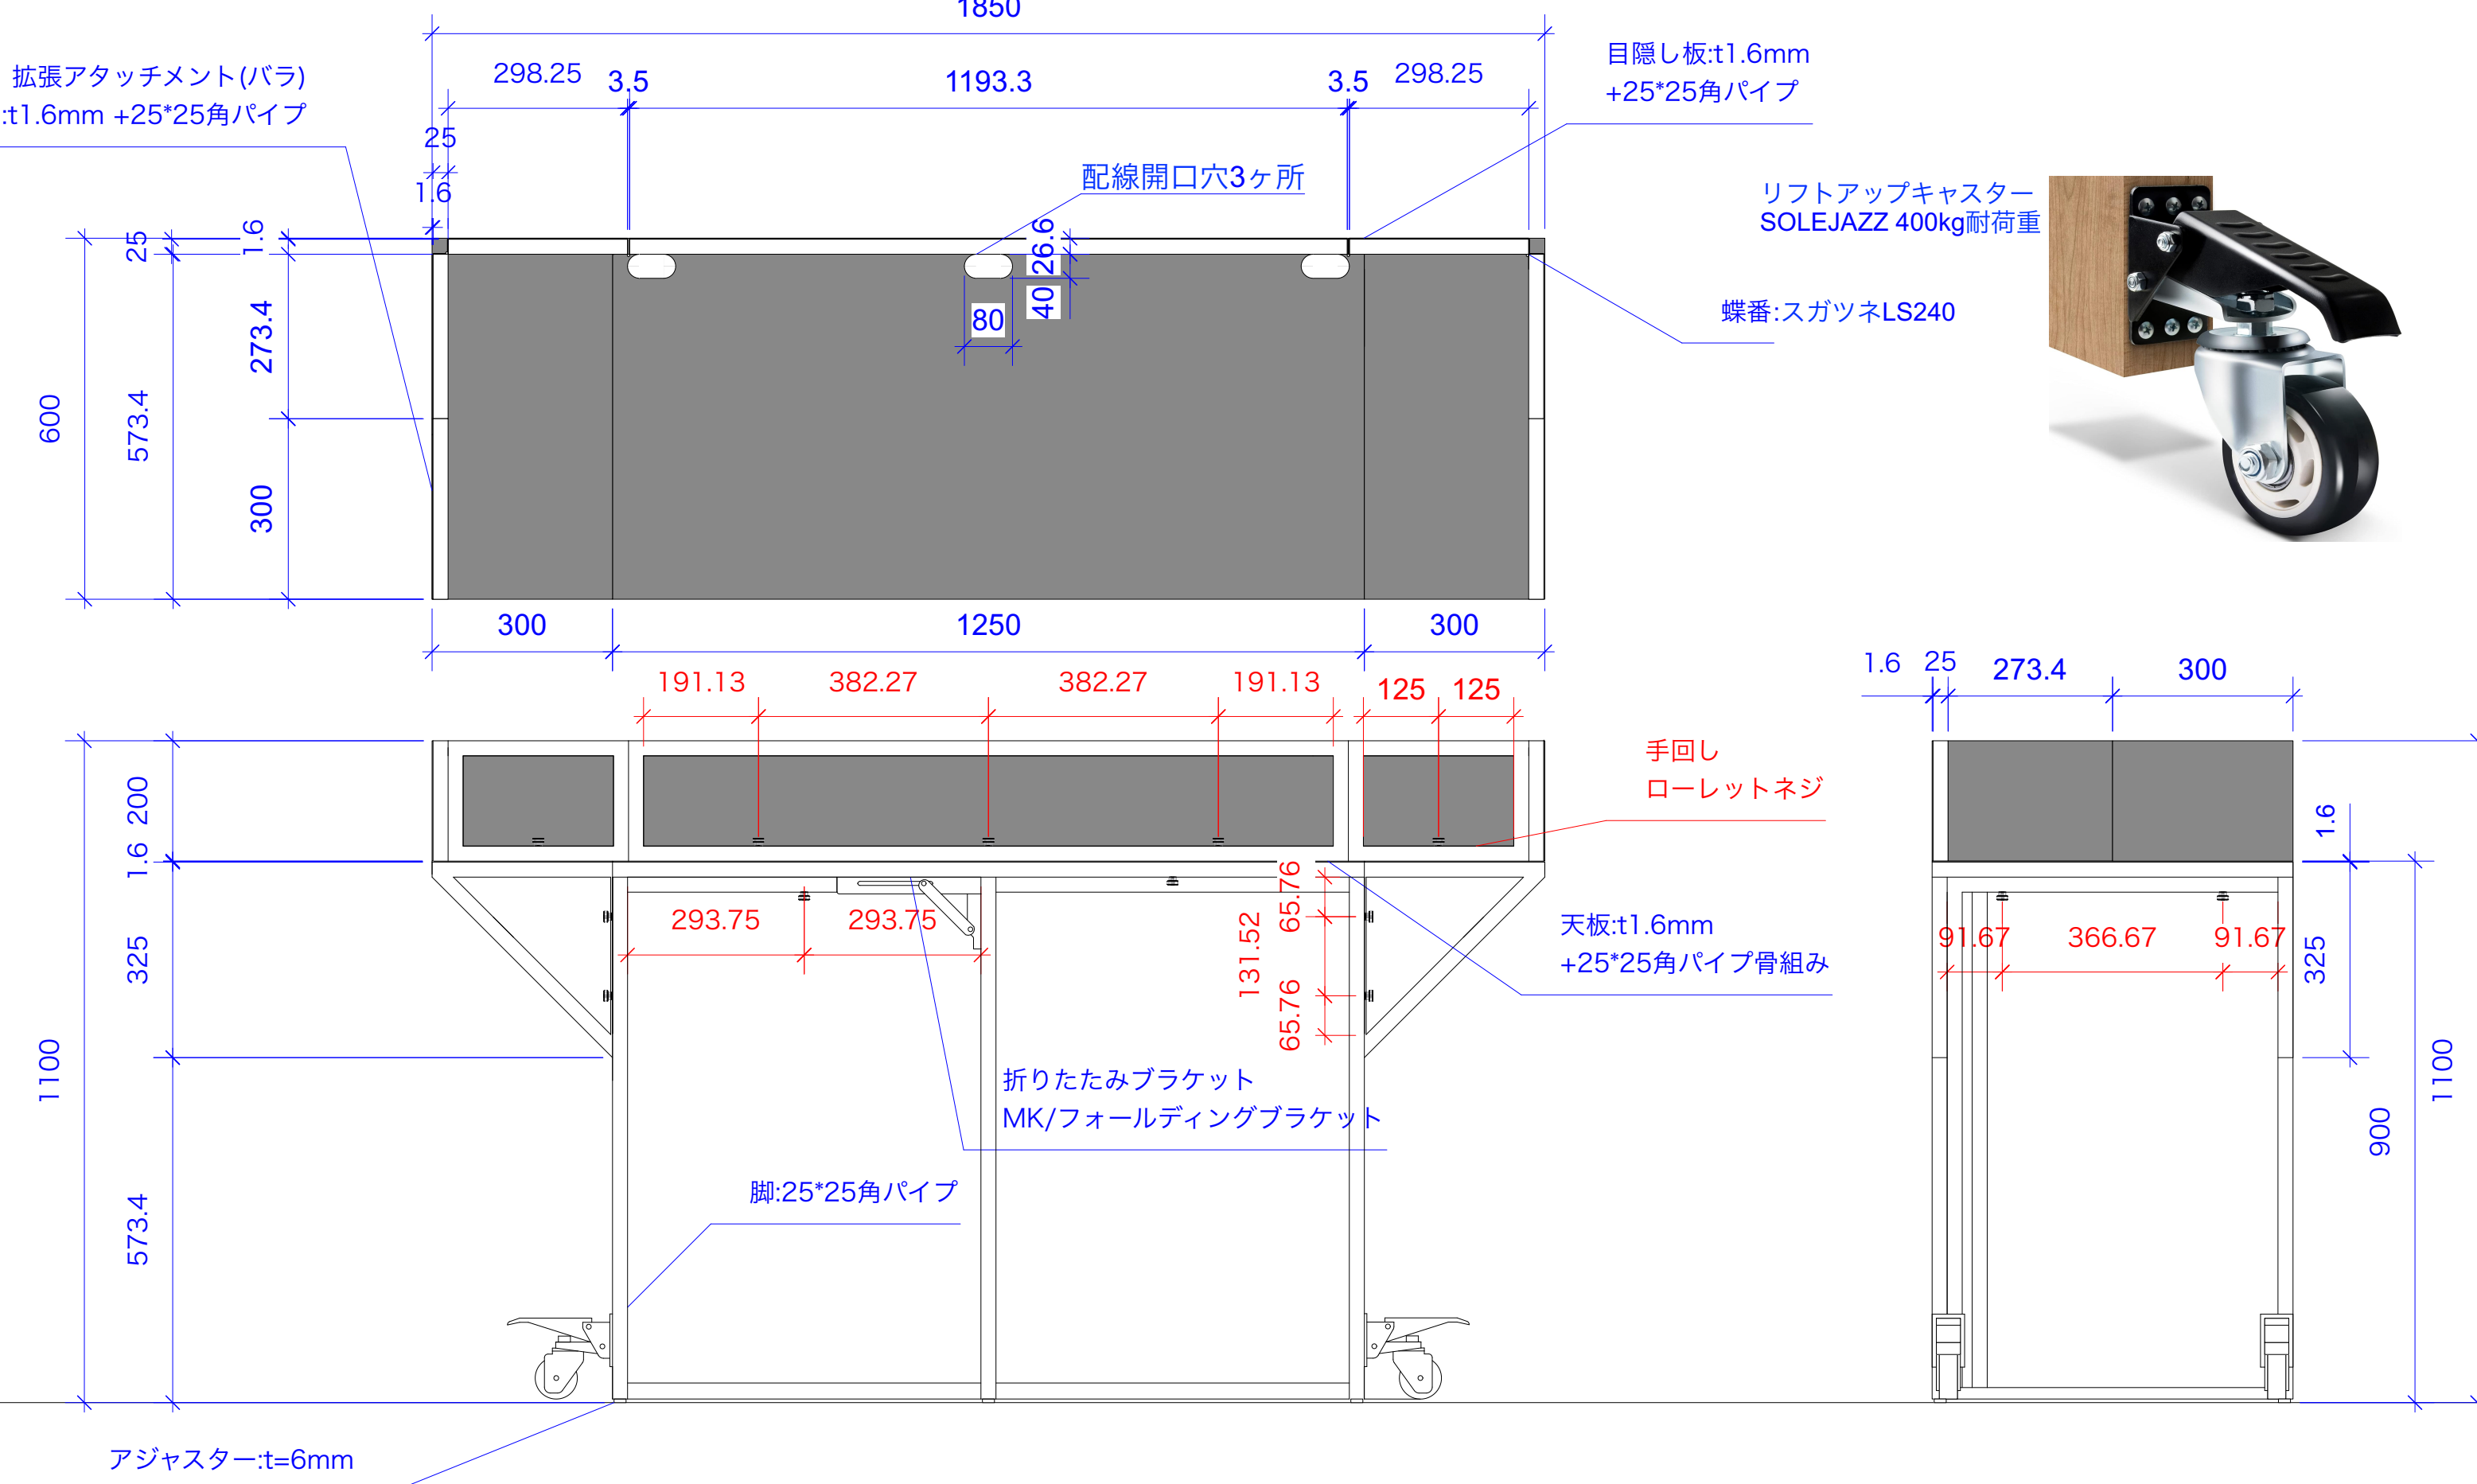 1850
拡張アタッチメント(バラ)
:t1.6mm +25*25角パイプ
298.25
3.5
1193.3
3.5
298.25
目隠し板:t1.6mm
+25*25角パイプ
25
1.6
配線開口穴3ヶ所
リフトアップキャスター
SOLEJAZZ 400kg耐荷重
蝶番:スガツネLS240
25
1.6
26.6
40
80
273.4
600
573.4
300
300
1250
300
191.13
382.27
382.27
191.13
125
125
1.6
25
273.4
300
手回し
ローレットネジ
200
1.6
1.6
325
293.75
293.75
65.76
131.52
65.76
天板:t1.6mm
+25*25角パイプ骨組み
91.67
366.67
91.67
325
1100
折りたたみブラケット
MK/フォールディングブラケット
1100
900
脚:25*25角パイプ
573.4
アジャスター:t=6mm